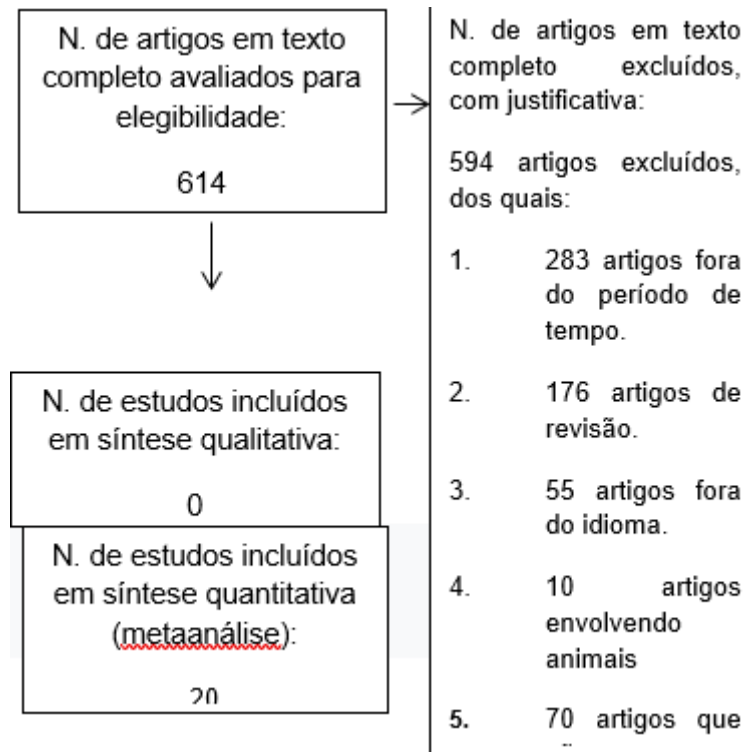 N. de artigos em texto
completo avaliados para
elegibilidade:
614
N. de artigos em texto
completo excluídos,
com justificativa:
594 artigos excluídos,
dos quais:
1. 283 artigos fora
do período de
tempo.
2. 176 artigos de
revisão.
3. 55 artigos fora
do idioma.
4. 10 artigos
envolvendo
animais
5. 70 artigos que
N. de estudos incluídos
em síntese qualitativa:
0
N. de estudos incluídos
em síntese quantitativa
(metaanálise):
20